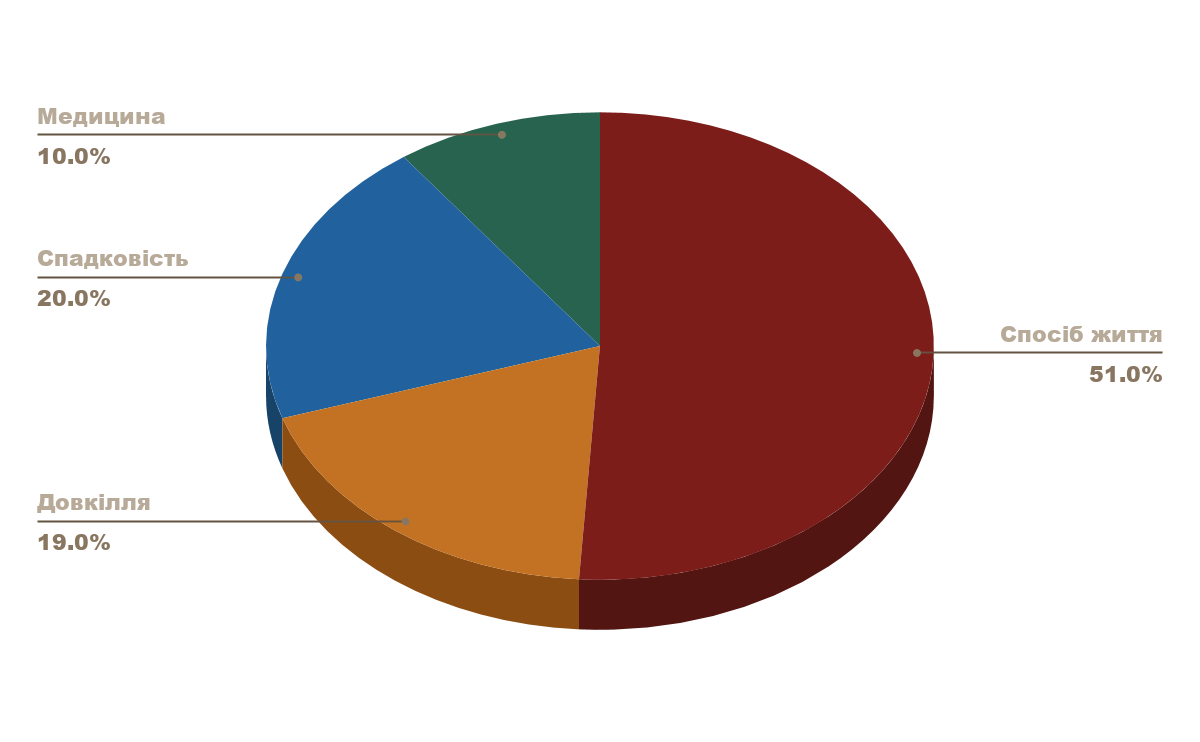 Медицина
10.0%
Спадковість
20.0%
Спосіб життя
51.0%
Довкілля
19.0%